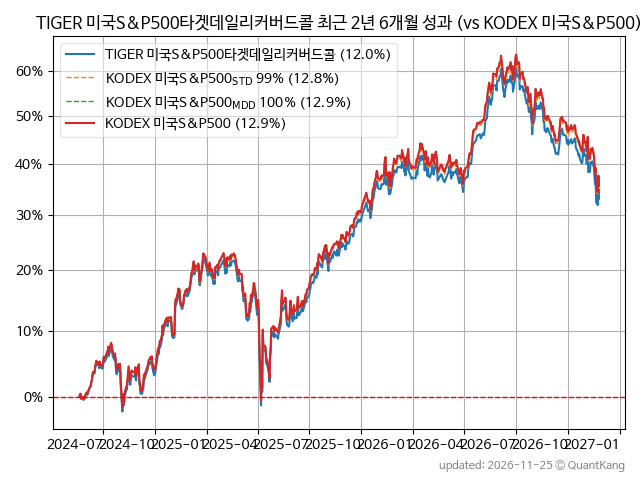 TIGER 미국S&P500타겟데일리커버드콜 최근 2년 6개월 성과 (vs KODEX 미국S&P500)
TIGER 미국S&P500타겟데일리커버드콜 (12.0%)
KODEX 미국S&P500STD 99% (12.8%)
KODEX 미국S&P500MDD 100% (12.9%)
KODEX 미국S&P500 (12.9%)
60%
50%
40%
30%
20%
10%
0%
2024-07 2024-10 2025-01 2025-04 2025-07 2025-10 2026-01 2026-04 2026-07 2026-10 2027-01
updated: 2026-11-25 © QuantKang